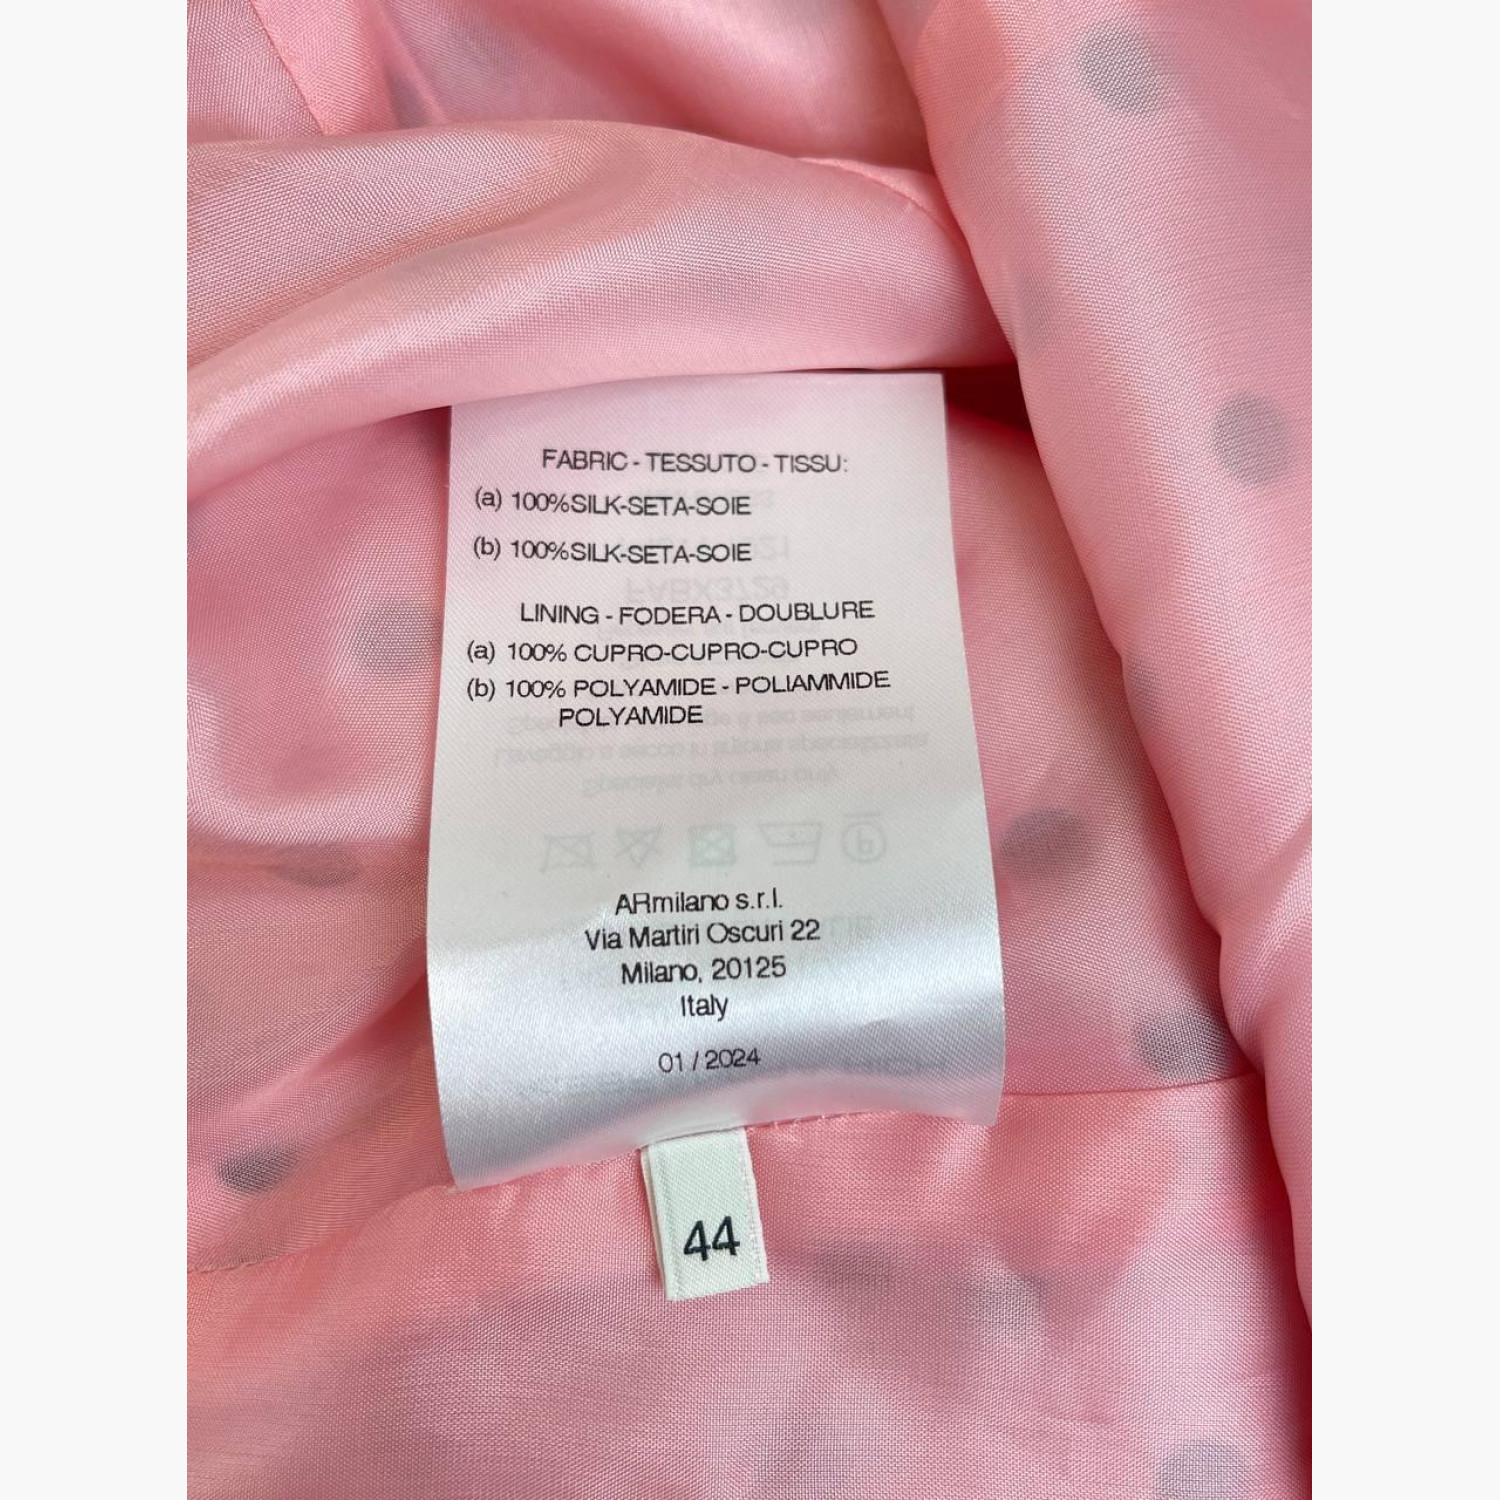 FABRIC - TESSUTO - TISSU:
(a) 100%SILK-SETA-SOIE
(b) 100%SILK-SETA-SOIE
LINING - FODERA - DOUBLURE
(a) 100% CUPRO-CUPRO-CUPRO
(b) 100% POLYAMIDE - POLIAMMIDE
POLYAMIDE
ARmilano s.r.l.
Via Martiri Oscuri 22
Milano, 20125
Italy
01 / 2024
44